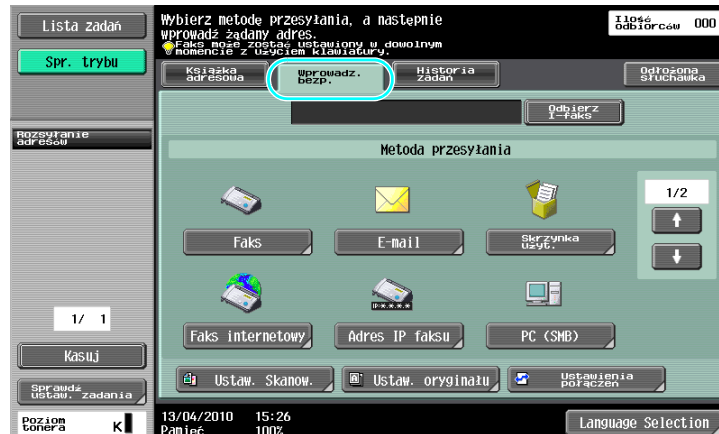 Lista zadań
Spr. trybu
Wybierz metodę przesyłania, a następnie
wprowadź żądany adres.
Faks może zostać ustawiony w dowolnym
momencie z użyciem klawiatury.
Ilość
odbiorców 000
Książka
adresowa
Wprowadz.
bezp.
Historia
zadań
Odłożona
słuchawka
Odbierz
I-faks
Rozsyłanie
adresów
Metoda przesyłania
1/2
Faks
E-mail
Skrzynka
użyt.
IP:*.*.*.*
Faks internetowy
Adres IP faksu
PC (SMB)
1/ 1
Kasuj
Sprawdź
ustaw. zadania
Ustaw. Skanow.
Ustaw. oryginału
Ustawienia
połączeń
Poziom
tonera K
13/04/2010 15:26
Pamięć 100%
Language Selection